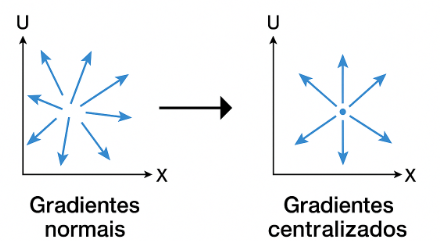 U
X
Gradientes
normais
U
X
Gradientes
centralizados